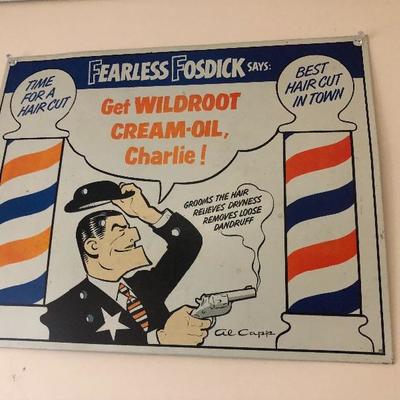 FEARLESS FOSDICK SAYS:
TIME
FOR A
HAIR CUT
Get WILDROOT
CREAM-OIL,
Charlie!
BEST
HAIR CUT
IN TOWN
GROOMS THE HAIR
RELIEVES DRYNESS
REMOVES LOOSE
DANDRUFF
AL CAPP